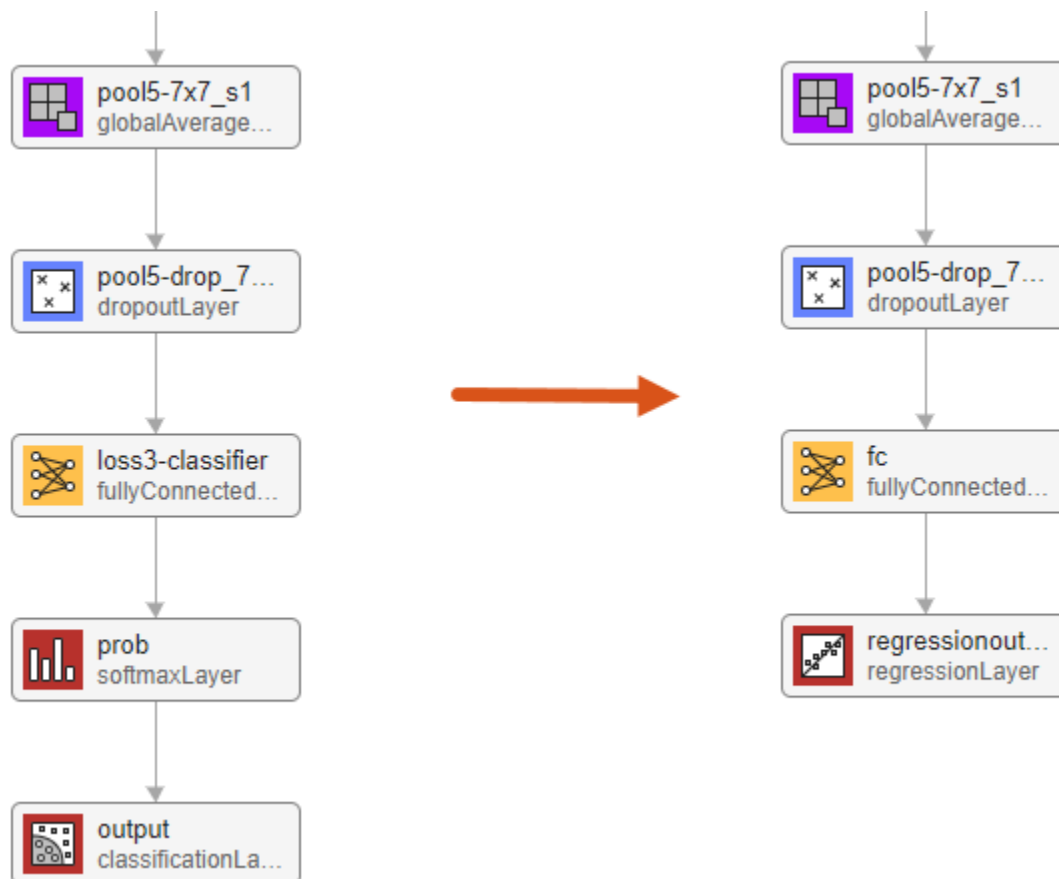 pool5-7x7_s1
globalAverage...
pool5-drop_7...
dropoutLayer
loss3-classifier
fullyConnected...
prob
softmaxLayer
output
classificationLa...
pool5-7x7_s1
globalAverage...
pool5-drop_7...
dropoutLayer
fc
fullyConnected...
regressionout...
regressionLayer